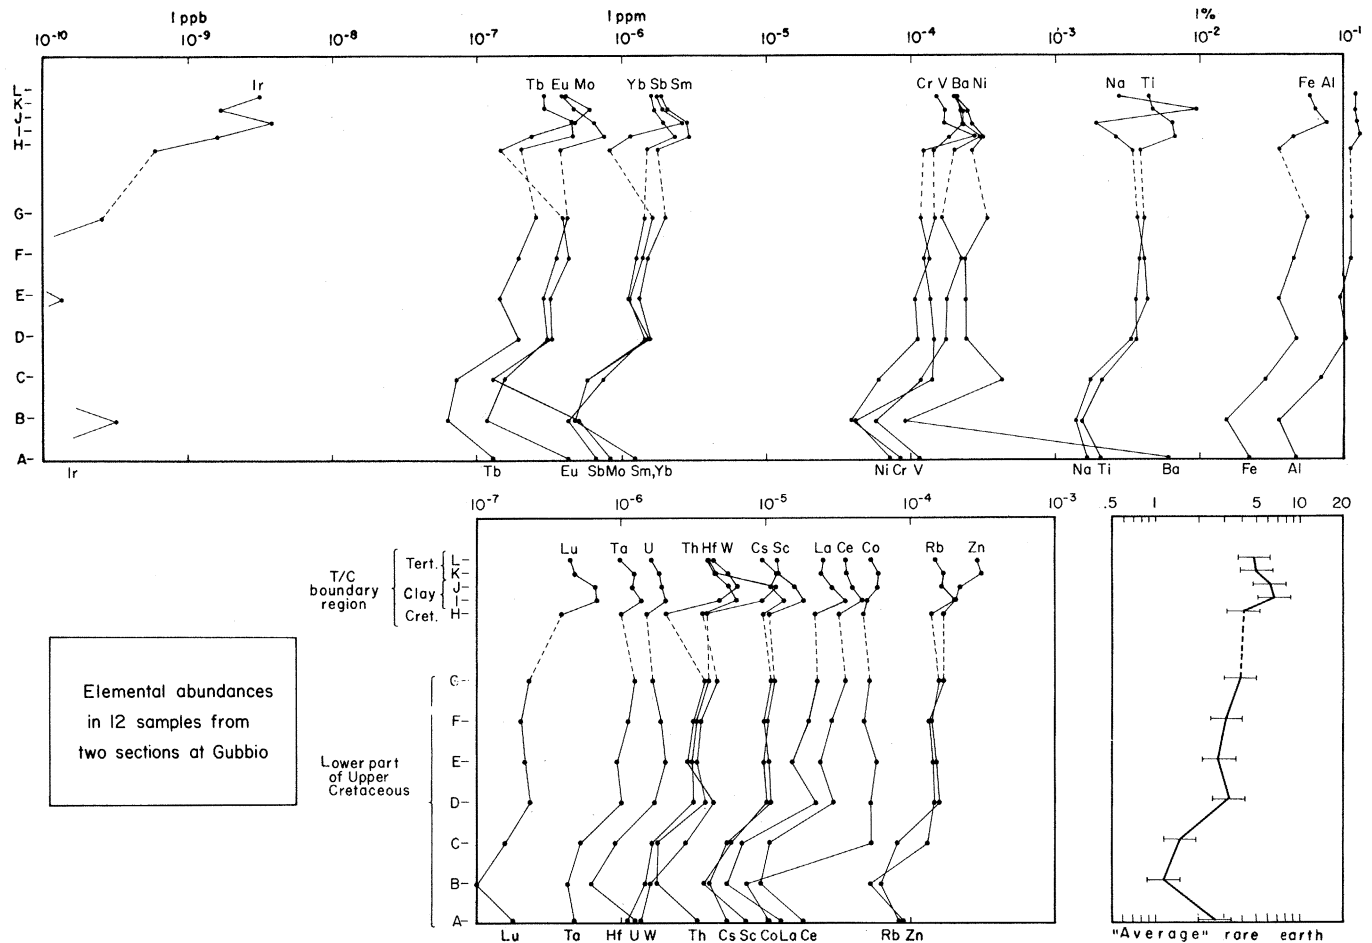 1 ppb 1 ppm 1%
10-10 10-9 10-8 10-7 10-6 10-5 10-4 10-3 10-2 10-1
Ir Tb Eu Mo Yb Sb Sm Cr V Ba Ni Na Ti Fe Al
L-
K-
J-
I-
H-
G-
F-
E-
D-
C-
B-
A-
Ir Tb Eu Sb Mo Sm,Yb Ni Cr V Na Ti Ba Fe Al
10-7 10-6 10-5 10-4 10-3
.5 1 5 10 20
Lu Ta U Th Hf W Cs Sc La Ce Co Rb Zn
T/C
boundary
region
Tert.
Clay
Cret.
L-
K-
J-
I-
H-
G-
F-
E-
D-
C-
B-
A-
Lower part
of Upper
Cretaceous
Lu Ta Hf U W Th Cs Sc Co La Ce Rb Zn
"Average" rare earth
Elemental abundances
in 12 samples from
two sections at Gubbio